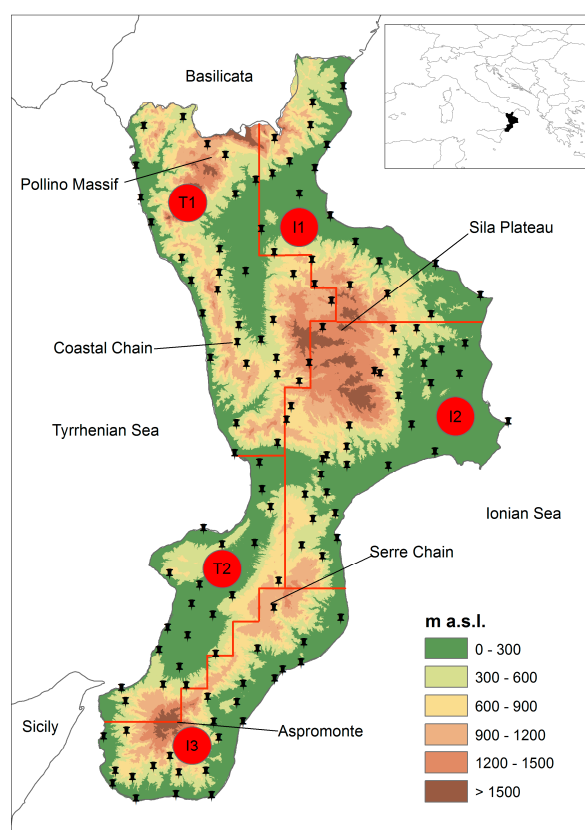 Basilicata
Pollino Massif
T1
I1
Sila Plateau
Coastal Chain
Tyrrhenian Sea
I2
Ionian Sea
T2
Serre Chain
m a.s.l.
0 - 300
300 - 600
600 - 900
900 - 1200
1200 - 1500
> 1500
Sicily
Aspromonte
I3